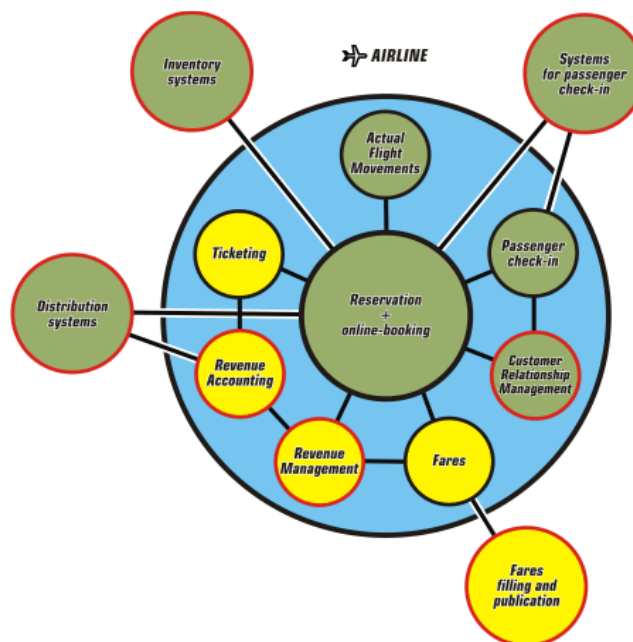 AIRLINE
Inventory
systems
Systems
for passenger
check-in
Actual
Flight
Movements
Ticketing
Passenger
check-in
Reservation
+
online-booking
Distribution
systems
Revenue
Accounting
Customer
Relationship
Management
Revenue
Management
Fares
Fares
filling and
publication